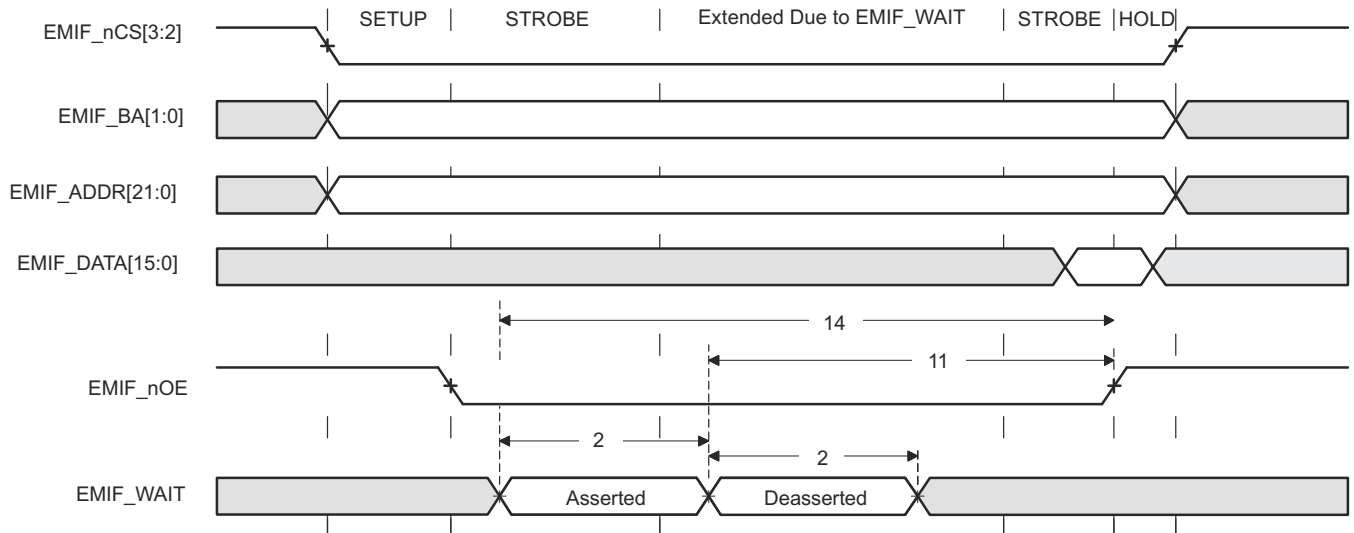 SETUP STROBE Extended Due to EMIF_WAIT STROBE HOLD
EMIF_nCS[3:2]
EMIF_BA[1:0]
EMIF_ADDR[21:0]
EMIF_DATA[15:0]
14
11
EMIF_nOE
2
2
EMIF_WAIT Asserted Deasserted